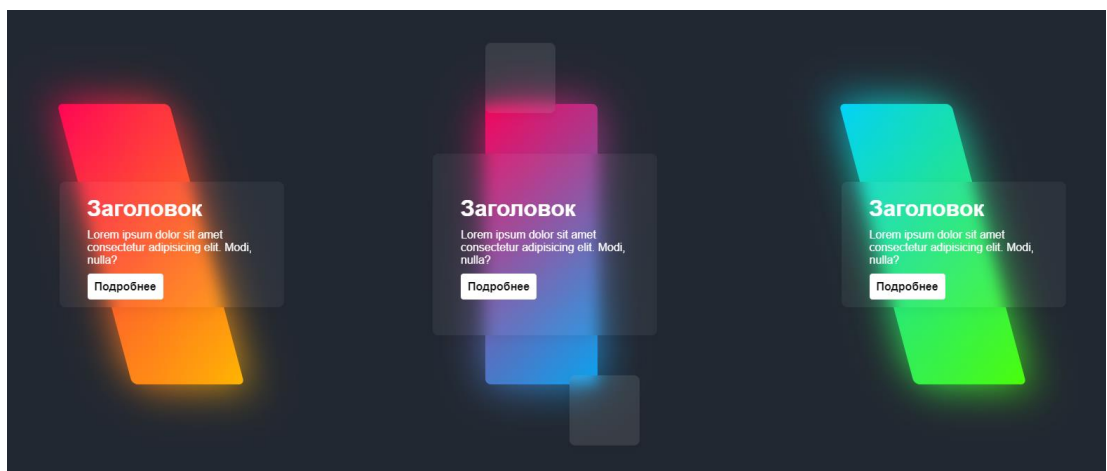 Заголовок
Lorem ipsum dolor sit amet
consectetur adipisicing elit. Modi,
nulla?
Подробнее
Заголовок
Lorem ipsum dolor sit amet
consectetur adipisicing elit. Modi,
nulla?
Подробнее
Заголовок
Lorem ipsum dolor sit amet
consectetur adipisicing elit. Modi,
nulla?
Подробнее